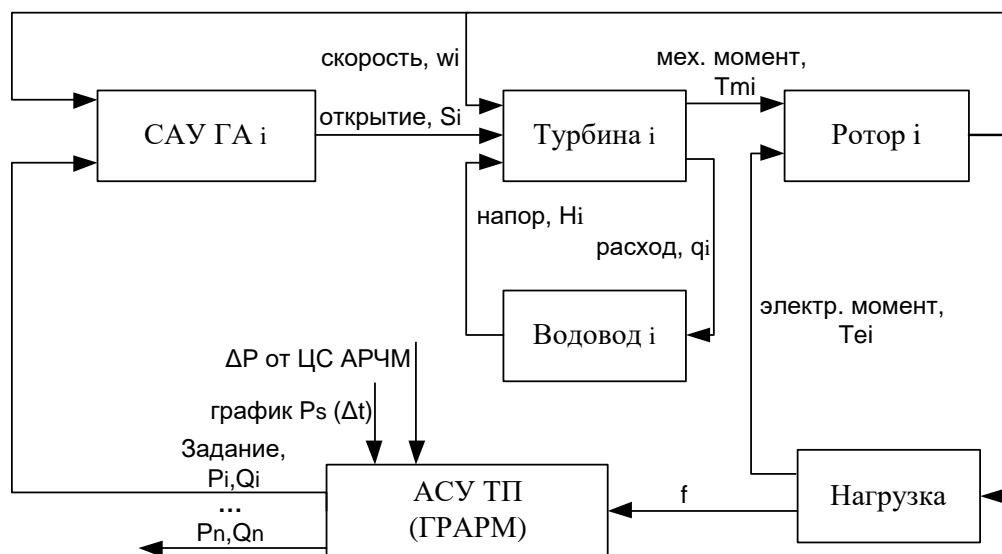 скорость, wi
мех. момент,
Tmi
САУ ГА i
открытие, Si
Турбина i
Ротор i
напор, Hi
расход, qi
Водовод i
электр. момент,
Tei
ΔP от ЦС АРЧМ
график Ps (Δt)
Задание,
Pi,Qi
...
Pn,Qn
АСУ ТП
(ГРАРМ)
f
Нагрузка